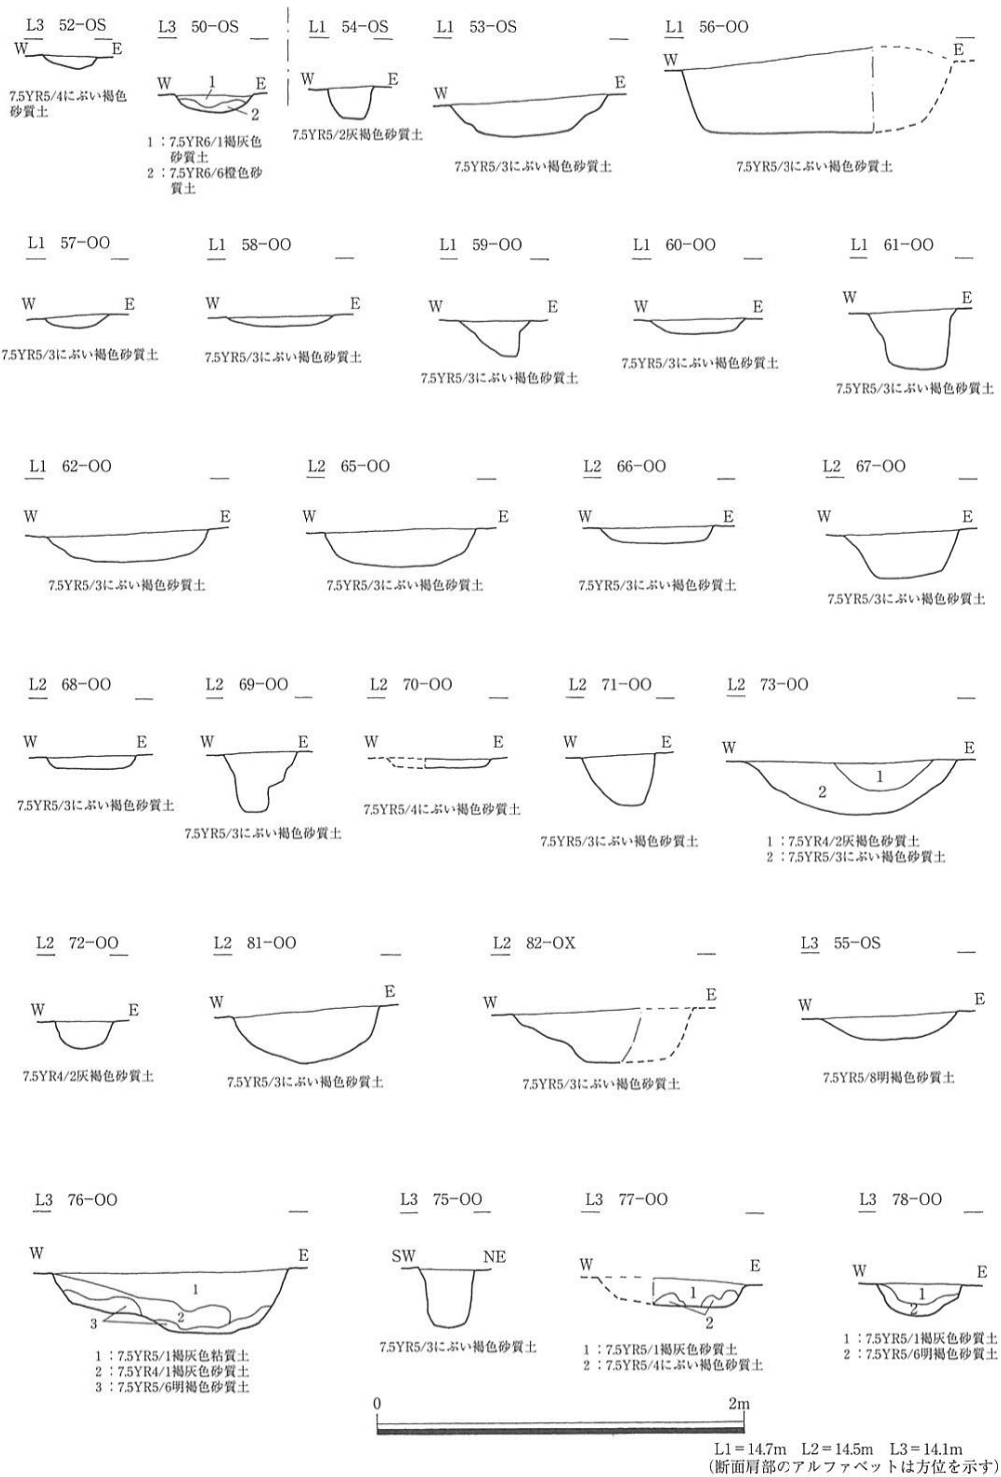 L3 52-OS
W E
7.5YR5/4にぶい褐色
砂質土
L3 50-OS
W E
1
2
1：7.5YR6/1褐灰色
砂質土
2：7.5YR6/6橙色砂
質土
L1 54-OS
W E
7.5YR5/2灰褐色砂質土
L1 53-OS
W E
7.5YR5/3にぶい褐色砂質土
L1 56-OO
W E
7.5YR5/3にぶい褐色砂質土
L1 57-OO
W E
7.5YR5/3にぶい褐色砂質土
L1 58-OO
W E
7.5YR5/3にぶい褐色砂質土
L1 59-OO
W E
7.5YR5/3にぶい褐色砂質土
L1 60-OO
W E
7.5YR5/3にぶい褐色砂質土
L1 61-OO
W E
7.5YR5/3にぶい褐色砂質土
L1 62-OO
W E
7.5YR5/3にぶい褐色砂質土
L2 65-OO
W E
7.5YR5/3にぶい褐色砂質土
L2 66-OO
W E
7.5YR5/3にぶい褐色砂質土
L2 67-OO
W E
7.5YR5/3にぶい褐色砂質土
L2 68-OO
W E
7.5YR5/3にぶい褐色砂質土
L2 69-OO
W E
7.5YR5/3にぶい褐色砂質土
L2 70-OO
W E
7.5YR5/4にぶい褐色砂質土
L2 71-OO
W E
7.5YR5/3にぶい褐色砂質土
L2 73-OO
W E
1
2
1：7.5YR4/2灰褐色砂質土
2：7.5YR5/3にぶい褐色砂質土
L2 72-OO
W E
7.5YR4/2灰褐色砂質土
L2 81-OO
W E
7.5YR5/3にぶい褐色砂質土
L2 82-OX
W E
7.5YR5/3にぶい褐色砂質土
L3 55-OS
W E
7.5YR5/8明褐色砂質土
L3 76-OO
W E
1
2
3
1：7.5YR5/1褐灰色粘質土
2：7.5YR4/1褐灰色砂質土
3：7.5YR5/6明褐色砂質土
L3 75-OO
SW NE
7.5YR5/3にぶい褐色砂質土
L3 77-OO
W E
1
2
1：7.5YR5/1褐灰色砂質土
2：7.5YR5/4にぶい褐色砂質土
L3 78-OO
W E
1
2
1：7.5YR5/1褐灰色砂質土
2：7.5YR5/6明褐色砂質土
0 2m
L1=14.7m L2=14.5m L3=14.1m
(断面肩部のアルファベットは方位を示す)